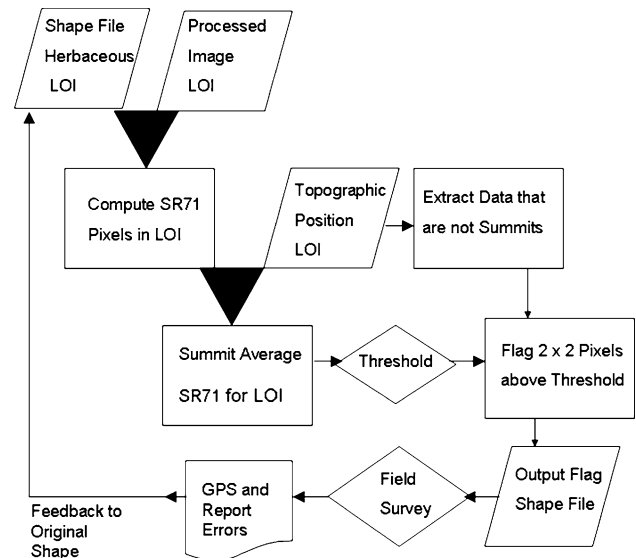 Shape File
Herbaceous
LOI
Processed
Image
LOI
Compute SR71
Pixels in LOI
Topographic
Position
LOI
Extract Data that
are not Summits
Summit Average
SR71 for LOI
Threshold
Flag 2 x 2 Pixels
above Threshold
Output Flag
Shape File
Field
Survey
GPS and
Report
Errors
Feedback to
Original
Shape